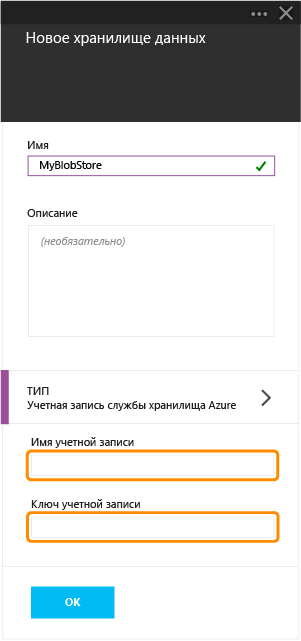 Новое хранилище данных
Имя
MyBlobStore
Описание
(необязательно)
ТИП
Учетная запись службы хранилища Azure
Имя учетной записи
Ключ учетной записи
OK